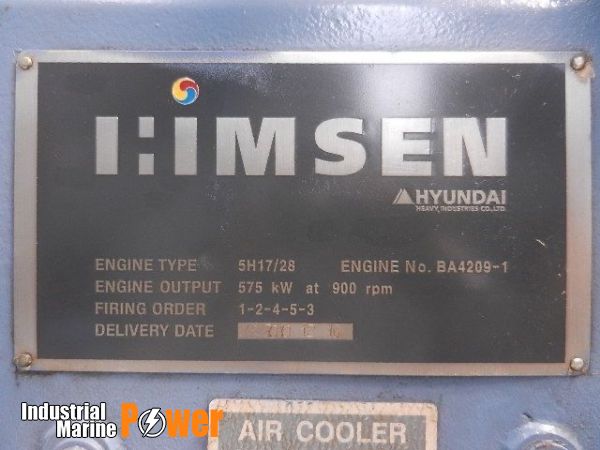 HiMSEN
HYUNDAI
HEAVY INDUSTRIES CO.,LTD.
ENGINE TYPE 5H17/28 ENGINE No. BA4209-1
ENGINE OUTPUT 575 kW at 900 rpm
FIRING ORDER 1-2-4-5-3
DELIVERY DATE
AIR COOLER
Industrial
Marine Power